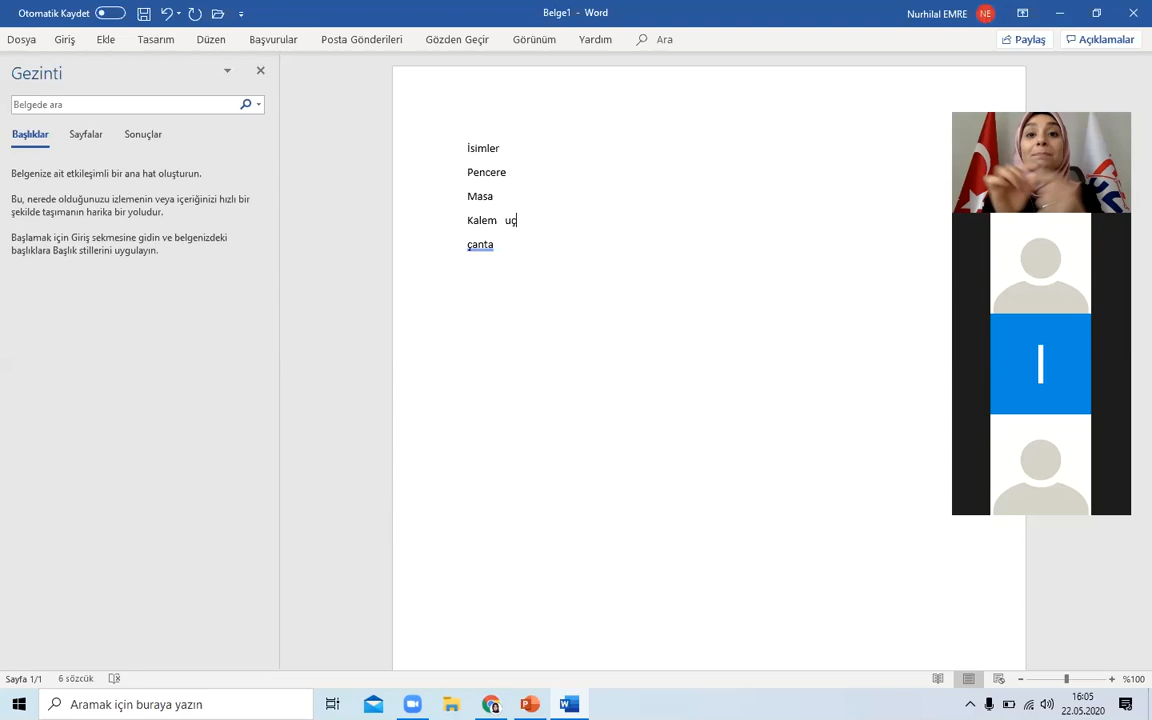 Otomatik Kaydet
Belge1 - Word
Nurhilal EMRE
NE
Dosya
Giriş
Ekle
Tasarım
Düzen
Başvurular
Posta Gönderileri
Gözden Geçir
Görünüm
Yardım
Ara
Paylaş
Açıklamalar
Gezinti
Belgede ara
Başlıklar
Sayfalar
Sonuçlar
Belgenize ait etkileşimli bir ana hat oluşturun.
Bu, nerede olduğunuzu izlemenin veya içeriğinizi hızlı bir
şekilde taşımanın harika bir yoludur.
Başlamak için Giriş sekmesine gidin ve belgenizdeki
başlıklara Başlık stillerini uygulayın.
İsimler
Pencere
Masa
Kalem uç
çanta
I
Sayfa 1/1
6 sözcük
%100
Aramak için buraya yazın
16:05
22.05.2020